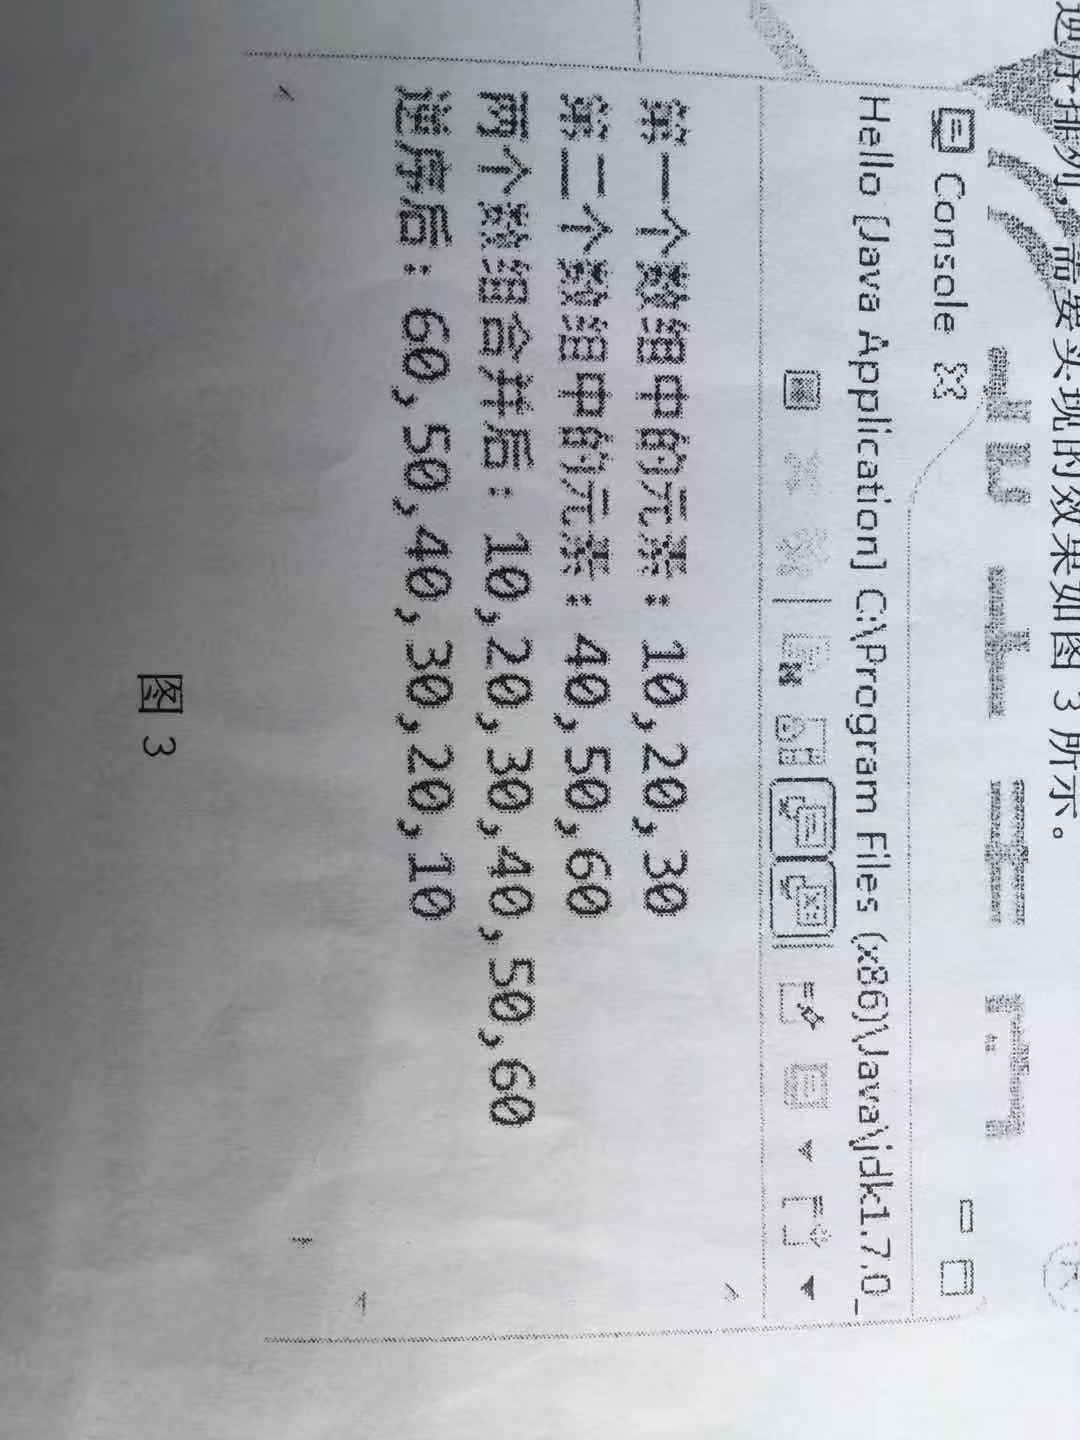 逆序排列,需要实现的效果如图 3 所示。
Console
Hello [Java Application] C:\Program Files (x86)\Java\jdk1.7.0_
第一个数组中的元素:10,20,30
第二个数组中的元素:40,50,60
两个数组合并后:10,20,30,40,50,60
逆序后:60,50,40,30,20,10
图 3